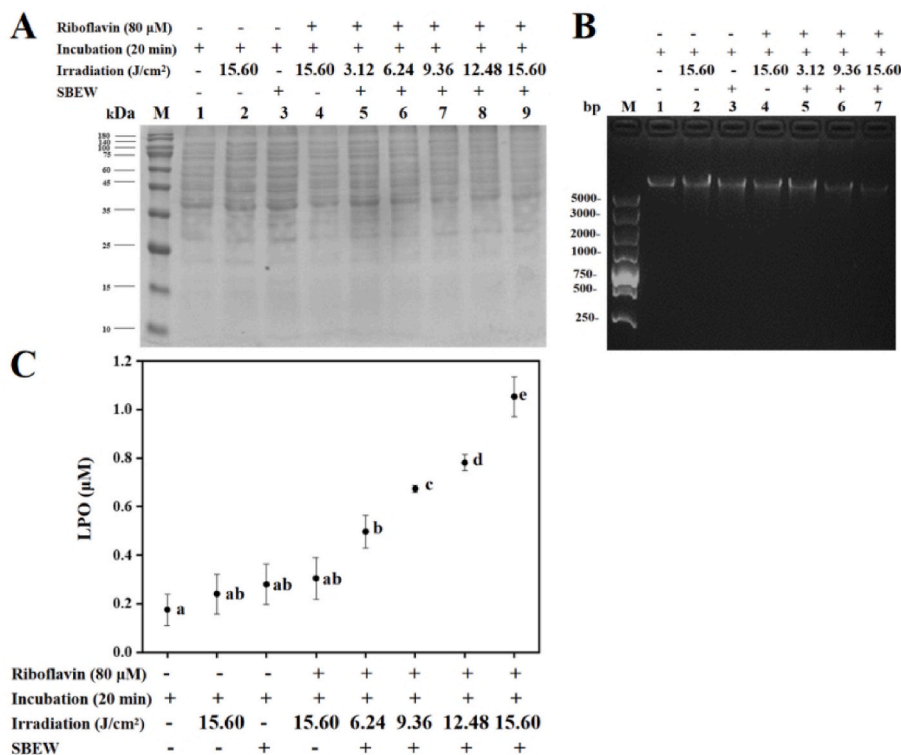 A
Riboflavin (80 μM) - - - + + + + + +
Incubation (20 min) + + + + + + + + +
Irradiation (J/cm²) - 15.60 - 15.60 3.12 6.24 9.36 12.48 15.60
SBEW - - + - + + + + +
kDa M 1 2 3 4 5 6 7 8 9
180
140
100
75
60
45
35
25
15
10
B
- - - + + + +
+ + + + + + +
- 15.60 - 15.60 3.12 9.36 15.60
- - + - + + +
bp M 1 2 3 4 5 6 7
5000-
3000-
2000-
1000-
750-
500-
250-
C
LPO (μM)
1.2
1.0
0.8
0.6
0.4
0.2
0.0
a ab ab ab b c d e
Riboflavin (80 μM) - - - + + + + +
Incubation (20 min) + + + + + + + +
Irradiation (J/cm²) - 15.60 - 15.60 6.24 9.36 12.48 15.60
SBEW - - + - + + + +